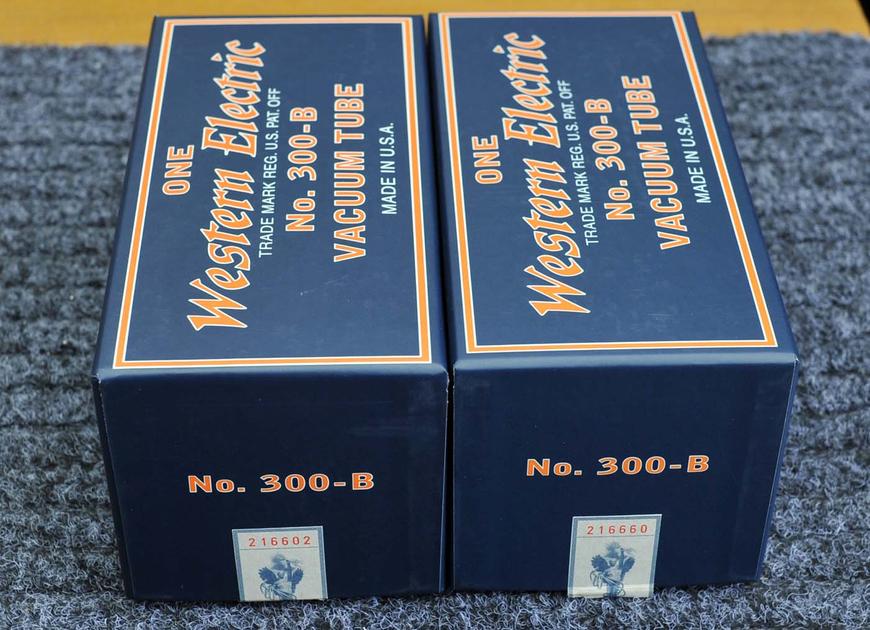 ONE
Western Electric
TRADE MARK REG. U.S. PAT. OFF
No. 300-B
VACUUM TUBE
MADE IN U.S.A.
No. 300-B
216602
ONE
Western Electric
TRADE MARK REG. U.S. PAT. OFF
No. 300-B
VACUUM TUBE
MADE IN U.S.A.
No. 300-B
216660